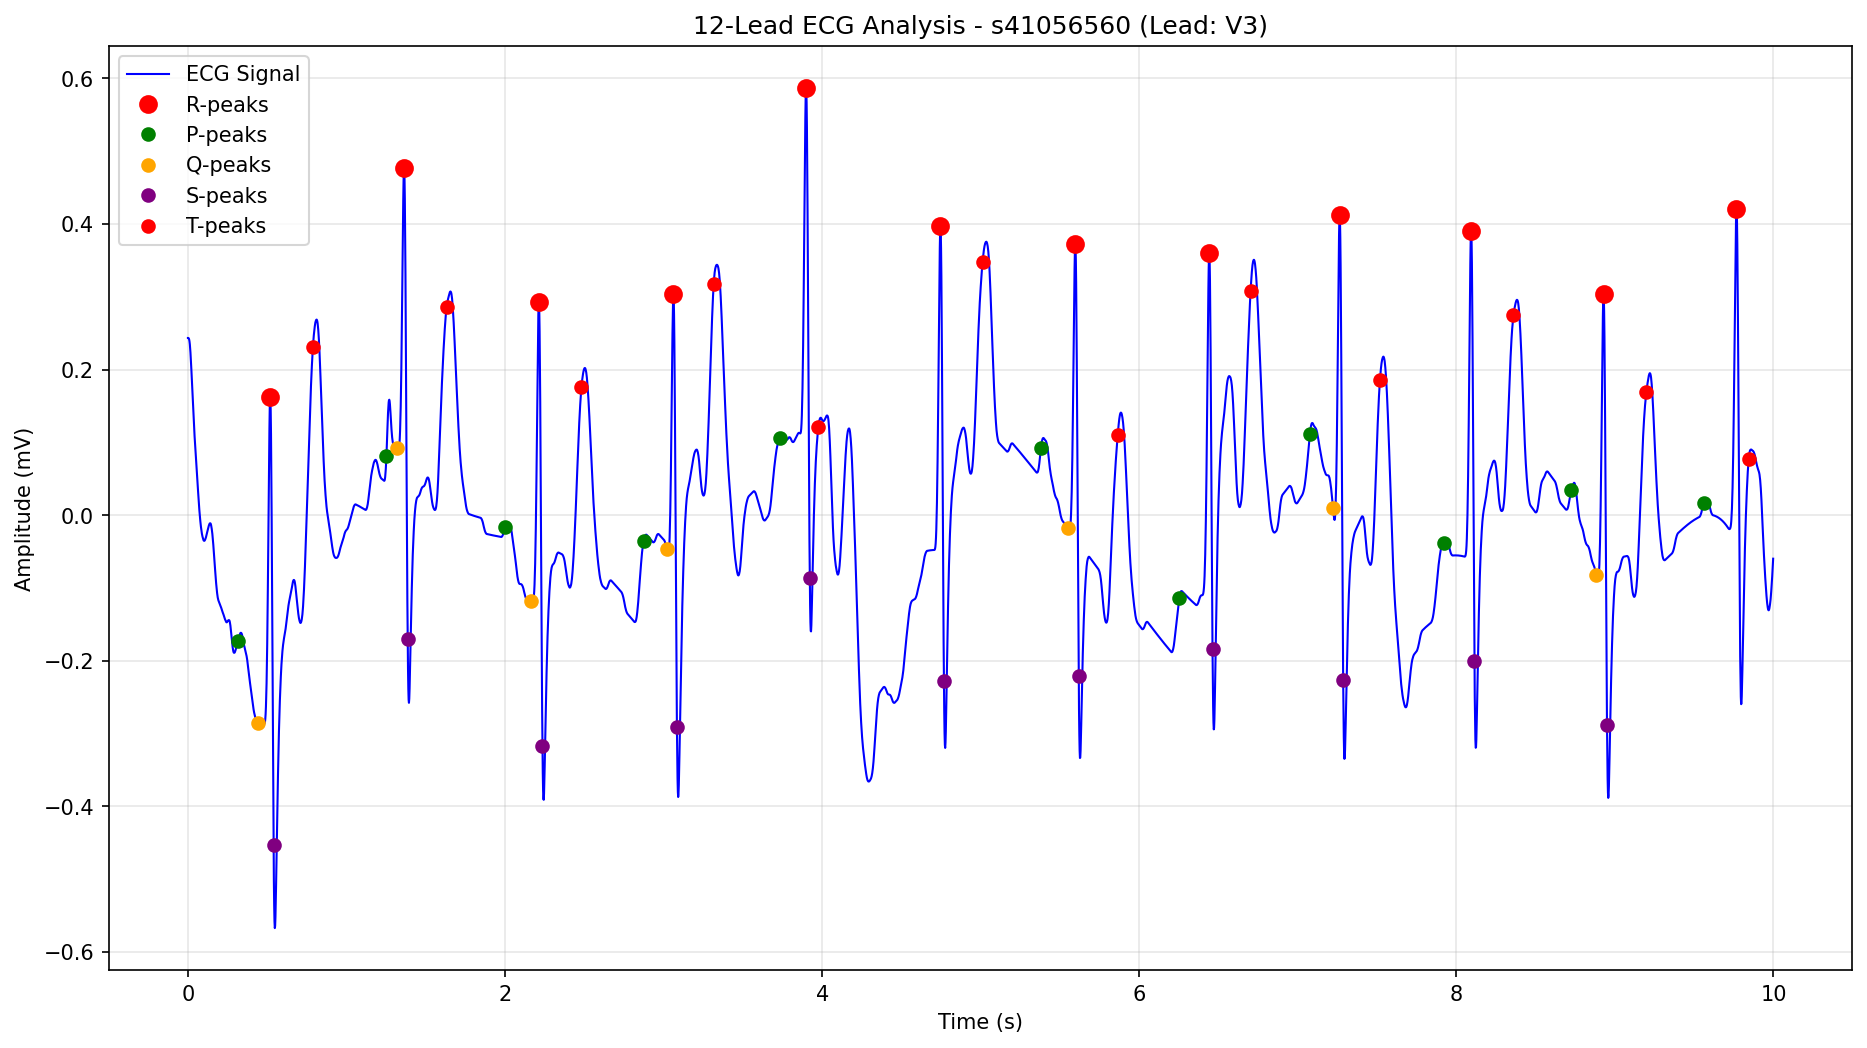 12-Lead ECG Analysis - s41056560 (Lead: V3)
ECG Signal
R-peaks
P-peaks
Q-peaks
S-peaks
T-peaks
Amplitude (mV)
0.6
0.4
0.2
0.0
−0.2
−0.4
−0.6
0 2 4 6 8 10
Time (s)